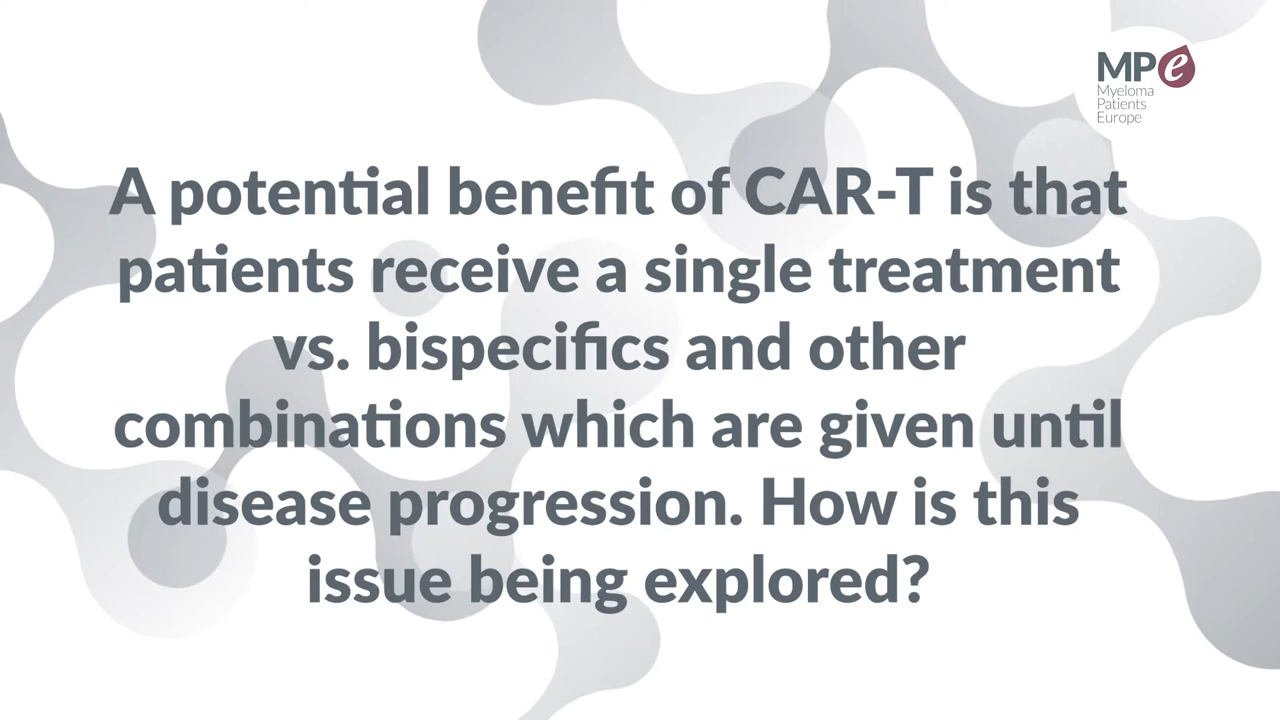 MPe
Myeloma
Patients
Europe
A potential benefit of CAR-T is that
patients receive a single treatment
vs. bispecifics and other
combinations which are given until
disease progression. How is this
issue being explored?